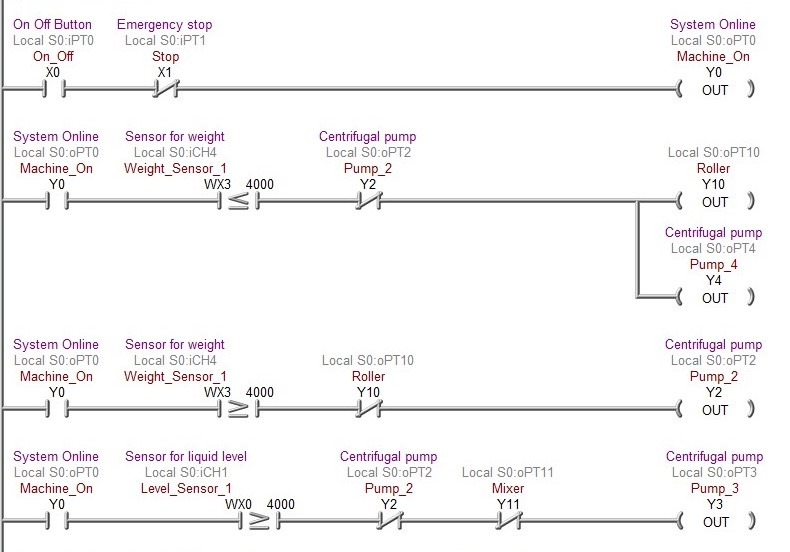 On Off Button Emergency stop System Online
Local S0:iPT0 Local S0:iPT1 Local S0:oPT0
On_Off Stop Machine_On
X0 X1 Y0
OUT
System Online Sensor for weight Centrifugal pump
Local S0:oPT0 Local S0:iCH4 Local S0:oPT2 Local S0:oPT10
Machine_On Weight_Sensor_1 Pump_2 Roller
Y0 WX3 4000 Y2 Y10
≤ OUT
Centrifugal pump
Local S0:oPT4
Pump_4
Y4
OUT
System Online Sensor for weight Centrifugal pump
Local S0:oPT0 Local S0:iCH4 Local S0:oPT10 Local S0:oPT2
Machine_On Weight_Sensor_1 Roller Pump_2
Y0 WX3 4000 Y10 Y2
≥ OUT
System Online Sensor for liquid level Centrifugal pump Centrifugal pump
Local S0:oPT0 Local S0:iCH1 Local S0:oPT2 Local S0:oPT11 Local S0:oPT3
Machine_On Level_Sensor_1 Pump_2 Mixer Pump_3
Y0 WX0 4000 Y2 Y11 Y3
≥ OUT